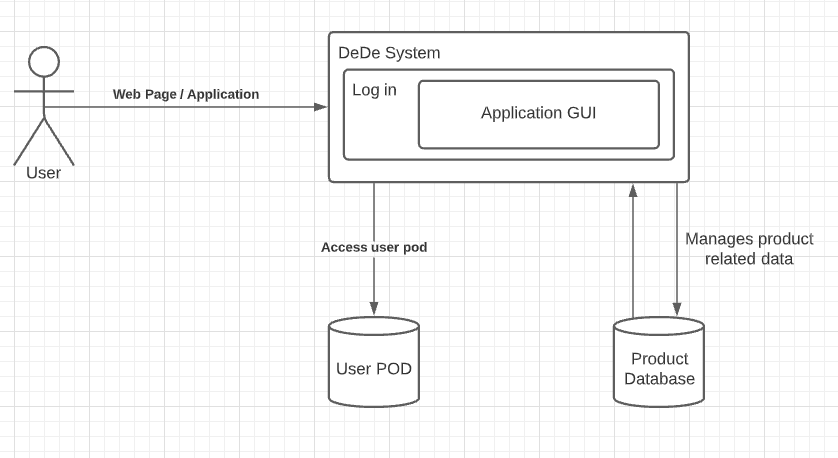 DeDe System
Log in
Application GUI
Web Page / Application
User
Access user pod
Manages product
related data
User POD
Product
Database